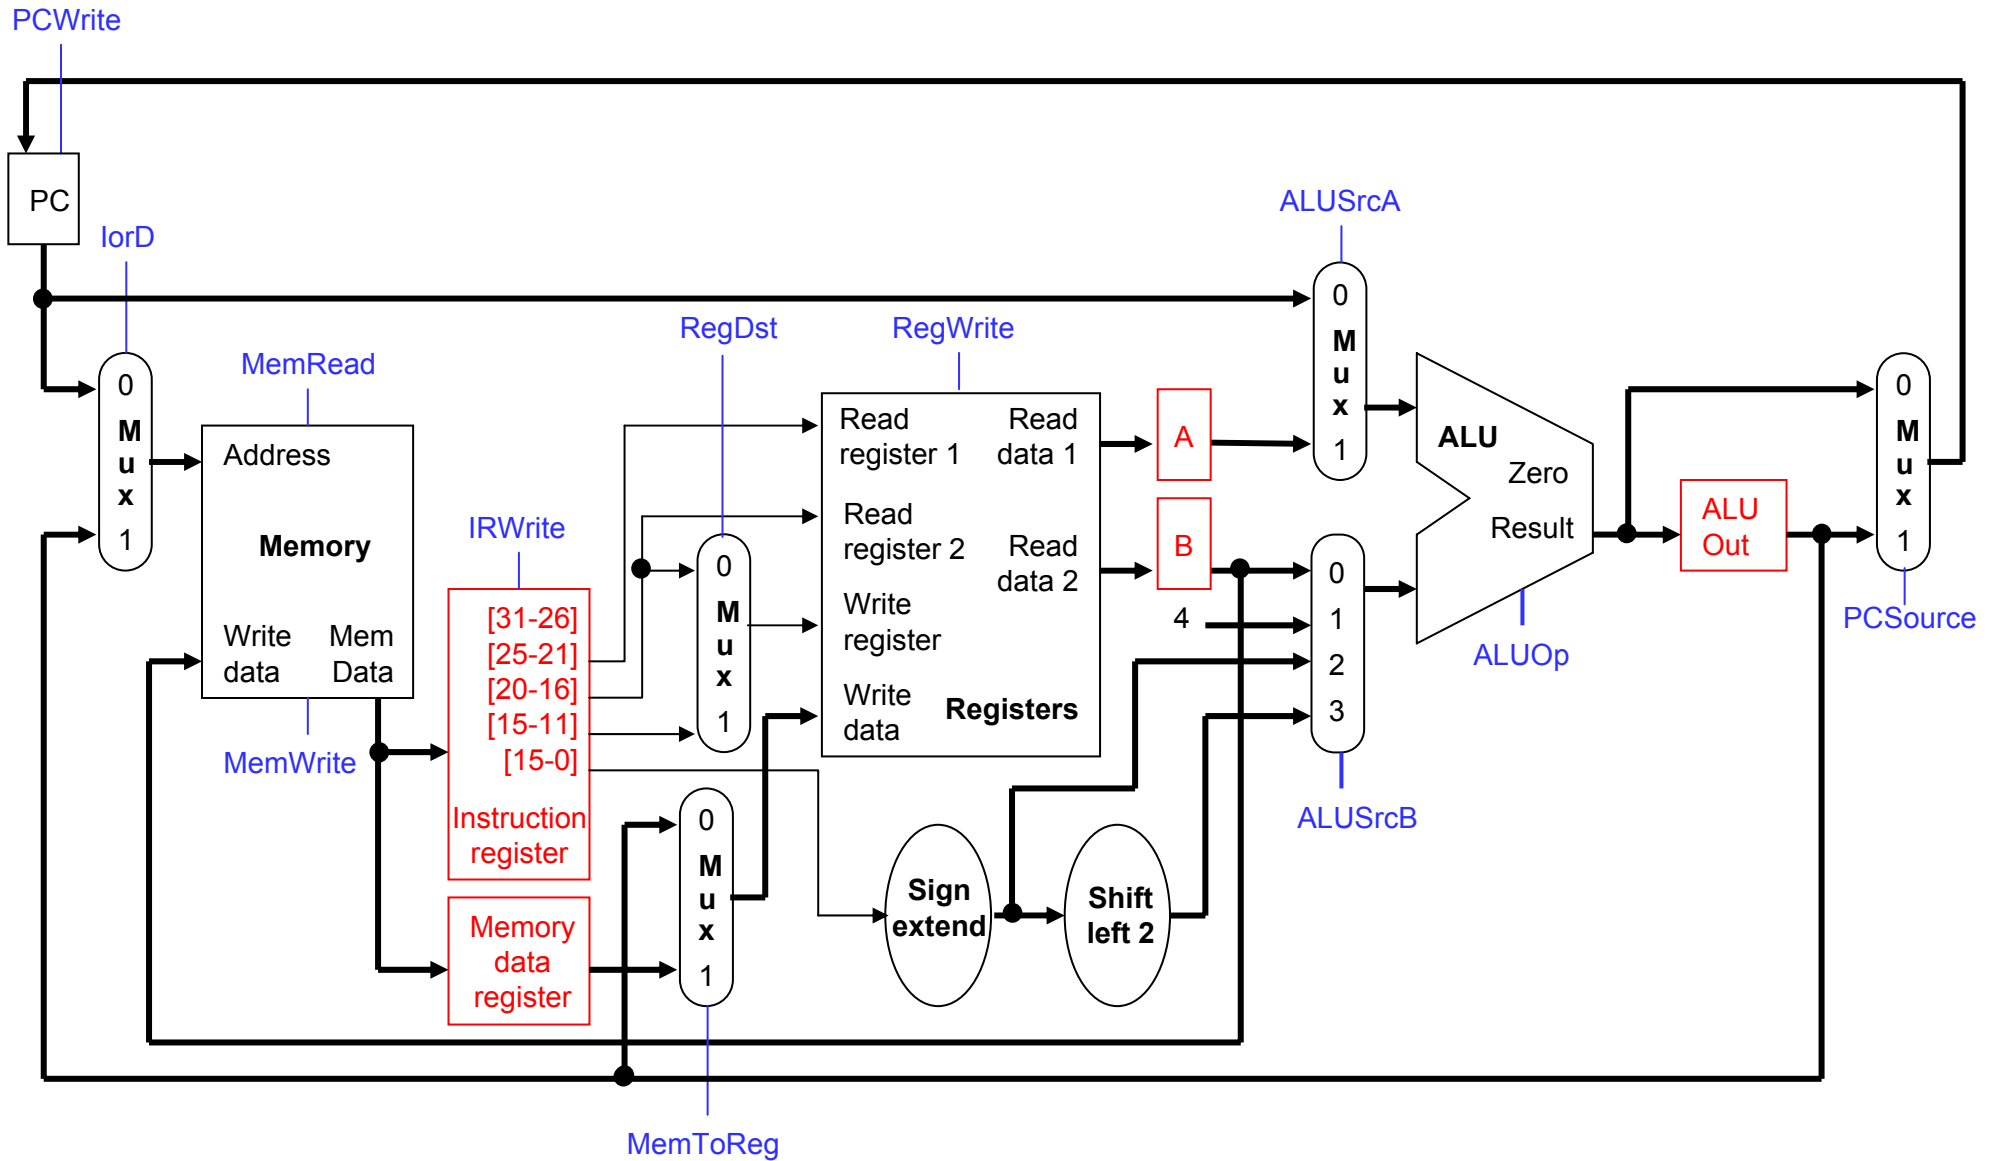 PCWrite
PC
IorD
0
M
u
x
1
MemRead
Address
Memory
Write
data
Mem
Data
MemWrite
IRWrite
[31-26]
[25-21]
[20-16]
[15-11]
[15-0]
Instruction
register
Memory
data
register
RegDst
0
M
u
x
1
0
M
u
x
1
MemToReg
RegWrite
Read
register 1
Read
data 1
Read
register 2
Read
data 2
Write
register
Write
data
Registers
Sign
extend
Shift
left 2
A
B
4
ALUSrcA
0
M
u
x
1
0
1
2
3
ALUSrcB
ALU
Zero
Result
ALUOp
ALU
Out
0
M
u
x
1
PCSource